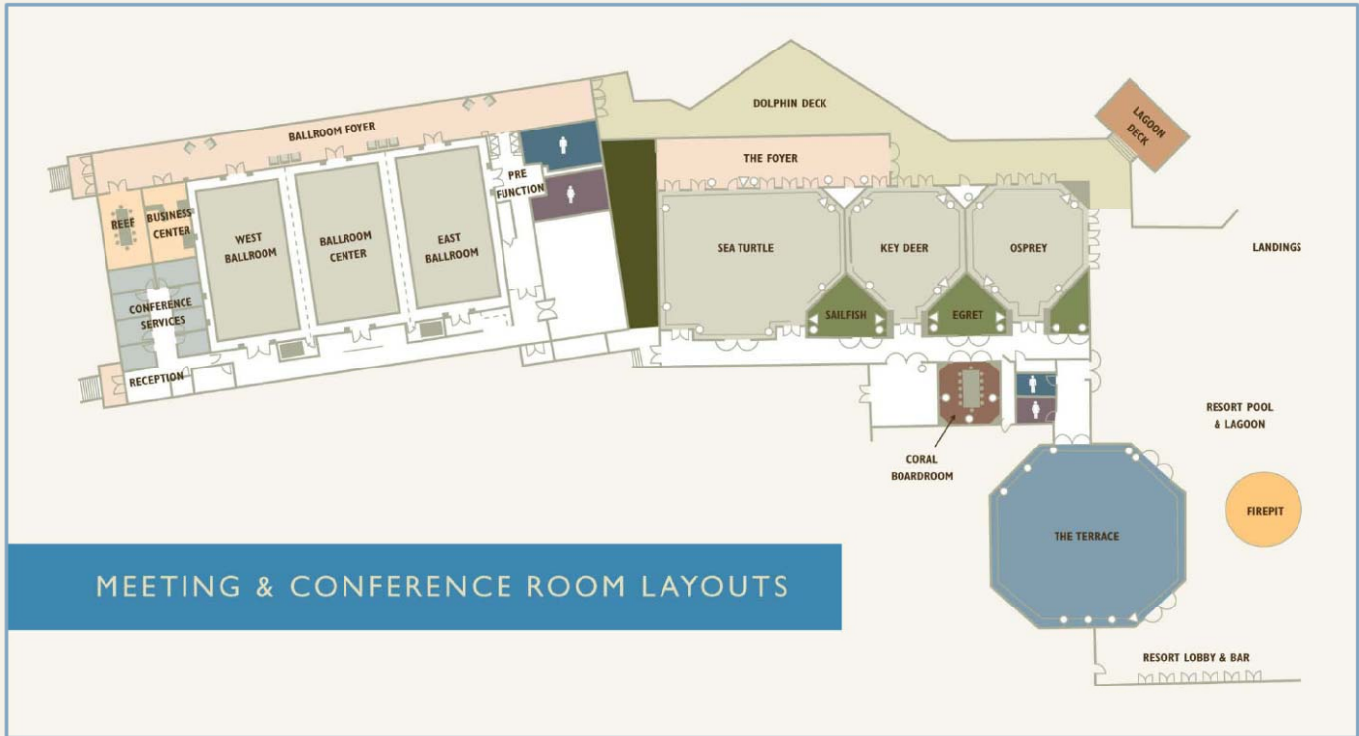 DOLPHIN DECK
LAGOON
DECK
BALLROOM FOYER
THE FOYER
PRE
FUNCTION
REEF
BUSINESS
CENTER
WEST
BALLROOM
BALLROOM
CENTER
EAST
BALLROOM
SEA TURTLE
KEY DEER
OSPREY
LANDINGS
CONFERENCE
SERVICES
SAILFISH
EGRET
RECEPTION
RESORT POOL
& LAGOON
CORAL
BOARDROOM
FIREPIT
THE TERRACE
MEETING & CONFERENCE ROOM LAYOUTS
RESORT LOBBY & BAR